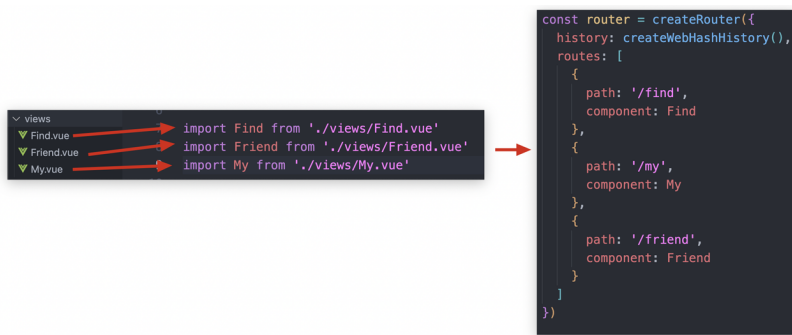 views
Find.vue
Friend.vue
My.vue
import Find from './views/Find.vue'
import Friend from './views/Friend.vue'
import My from './views/My.vue'
const router = createRouter({
history: createWebHashHistory(),
routes: [
{
path: '/find',
component: Find
},
{
path: '/my',
component: My
},
{
path: '/friend',
component: Friend
}
]
})